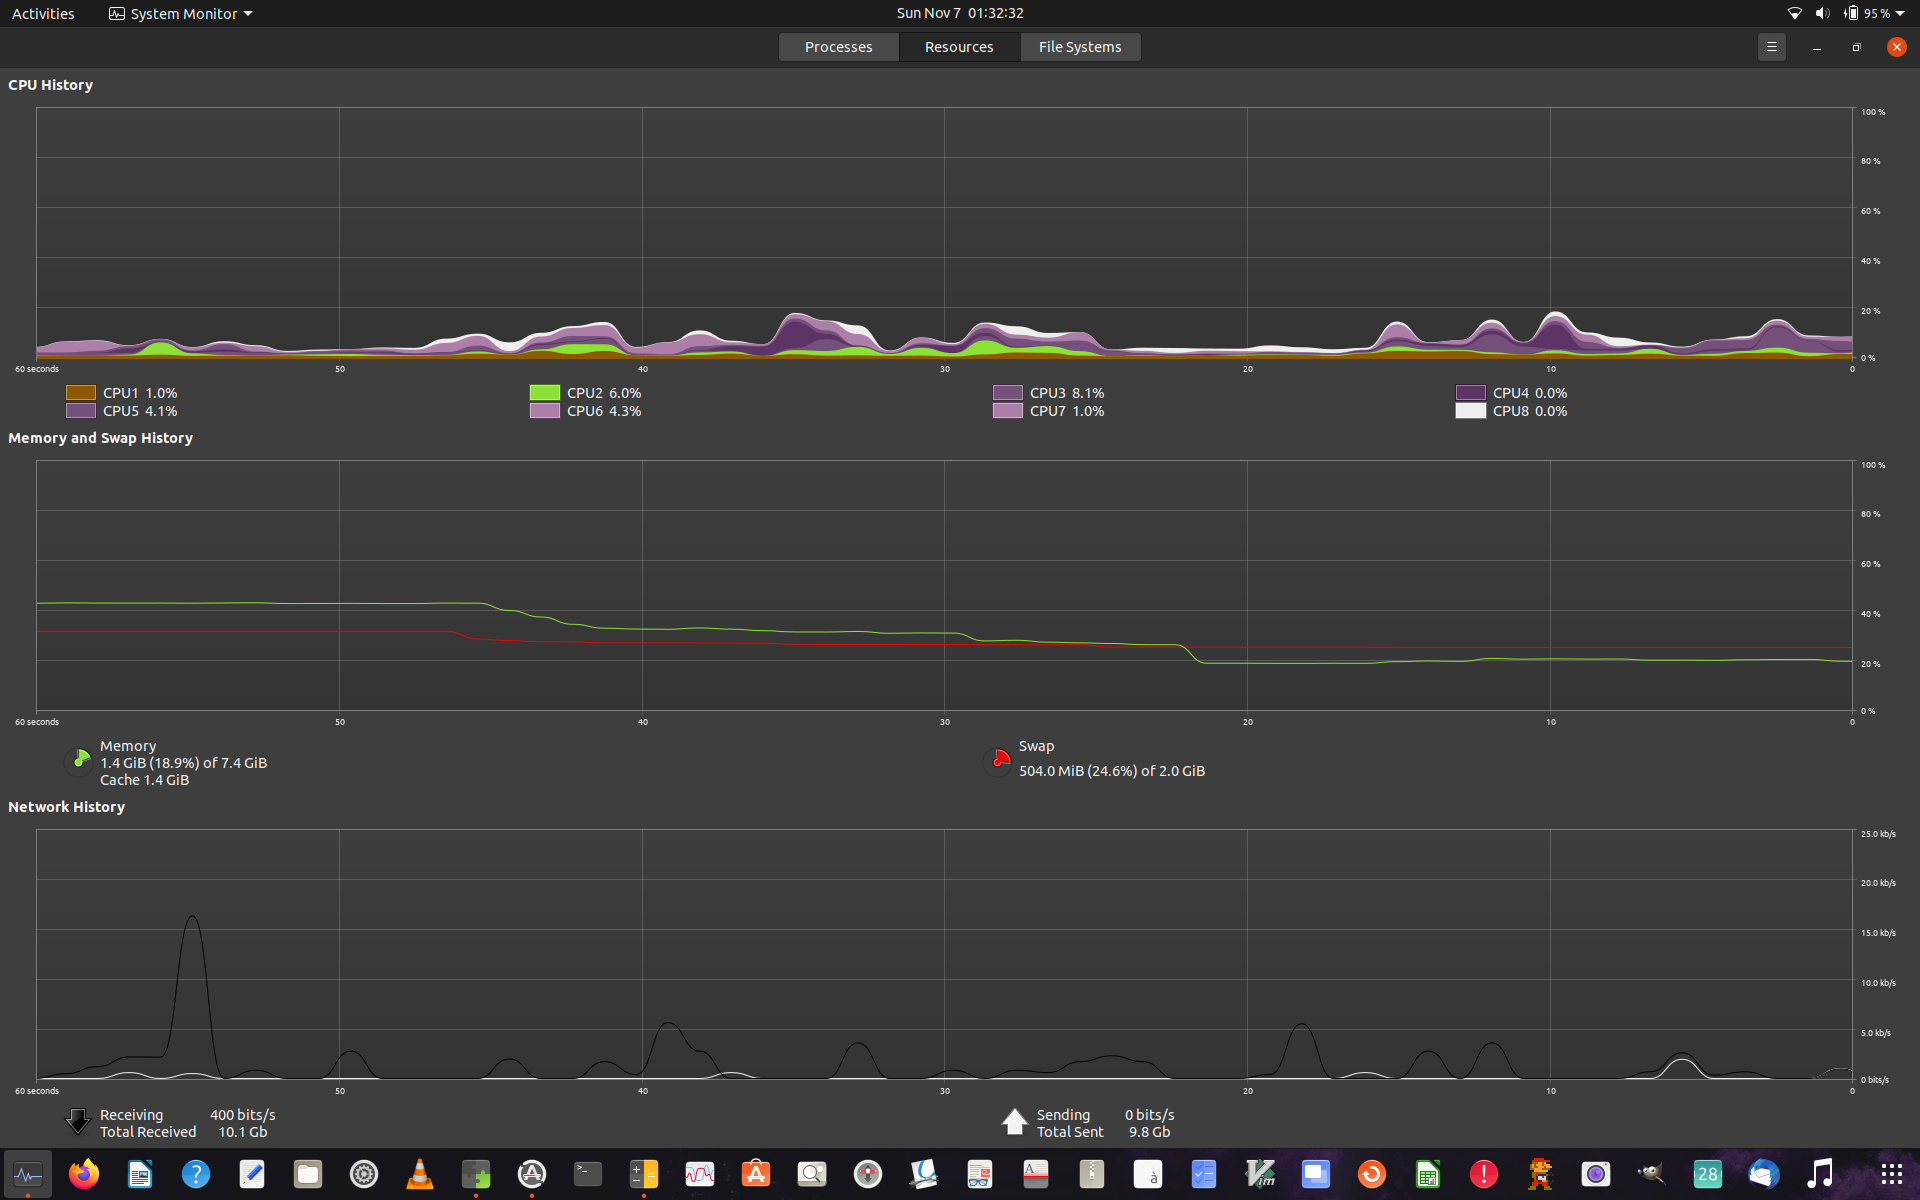 Activities System Monitor Sun Nov 7 01:32:32 95 %
Processes Resources File Systems
CPU History
100 %
80 %
60 %
40 %
20 %
0 %
60 seconds 50 40 30 20 10 0
CPU1 1.0% CPU2 6.0% CPU3 8.1% CPU4 0.0%
CPU5 4.1% CPU6 4.3% CPU7 1.0% CPU8 0.0%
Memory and Swap History
100 %
80 %
60 %
40 %
20 %
0 %
60 seconds 50 40 30 20 10 0
Memory
1.4 GiB (18.9%) of 7.4 GiB
Cache 1.4 GiB
Swap
504.0 MiB (24.6%) of 2.0 GiB
Network History
25.0 kb/s
20.0 kb/s
15.0 kb/s
10.0 kb/s
5.0 kb/s
0 bits/s
60 seconds 50 40 30 20 10 0
Receiving 400 bits/s
Total Received 10.1 Gb
Sending 0 bits/s
Total Sent 9.8 Gb
28